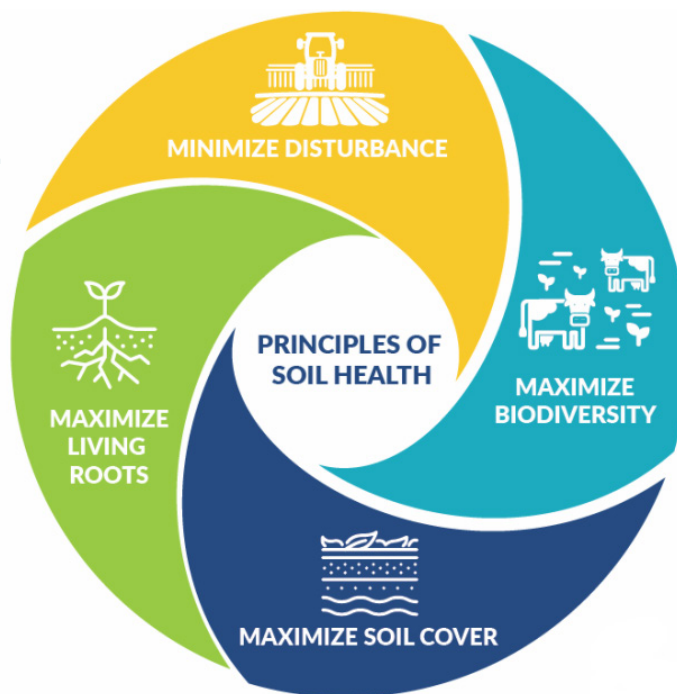 MINIMIZE DISTURBANCE
PRINCIPLES OF
SOIL HEALTH
MAXIMIZE
BIODIVERSITY
MAXIMIZE
LIVING
ROOTS
MAXIMIZE SOIL COVER